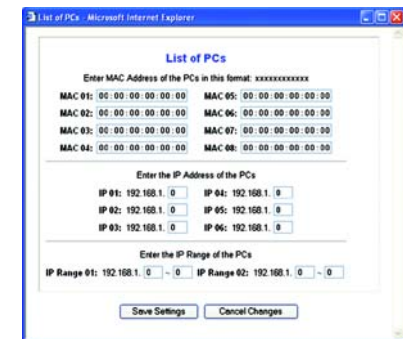 List of PCs - Microsoft Internet Explorer
List of PCs
Enter MAC Address of the PCs in this format: xxxxxxxxxxxx
MAC 01: 00:00:00:00:00:00 MAC 05: 00:00:00:00:00:00
MAC 02: 00:00:00:00:00:00 MAC 06: 00:00:00:00:00:00
MAC 03: 00:00:00:00:00:00 MAC 07: 00:00:00:00:00:00
MAC 04: 00:00:00:00:00:00 MAC 08: 00:00:00:00:00:00
Enter the IP Address of the PCs
IP 01: 192.168.1. 0 IP 04: 192.168.1. 0
IP 02: 192.168.1. 0 IP 05: 192.168.1. 0
IP 03: 192.168.1. 0 IP 06: 192.168.1. 0
Enter the IP Range of the PCs
IP Range 01: 192.168.1. 0 ~ 0 IP Range 02: 192.168.1. 0 ~ 0
Save Settings Cancel Changes